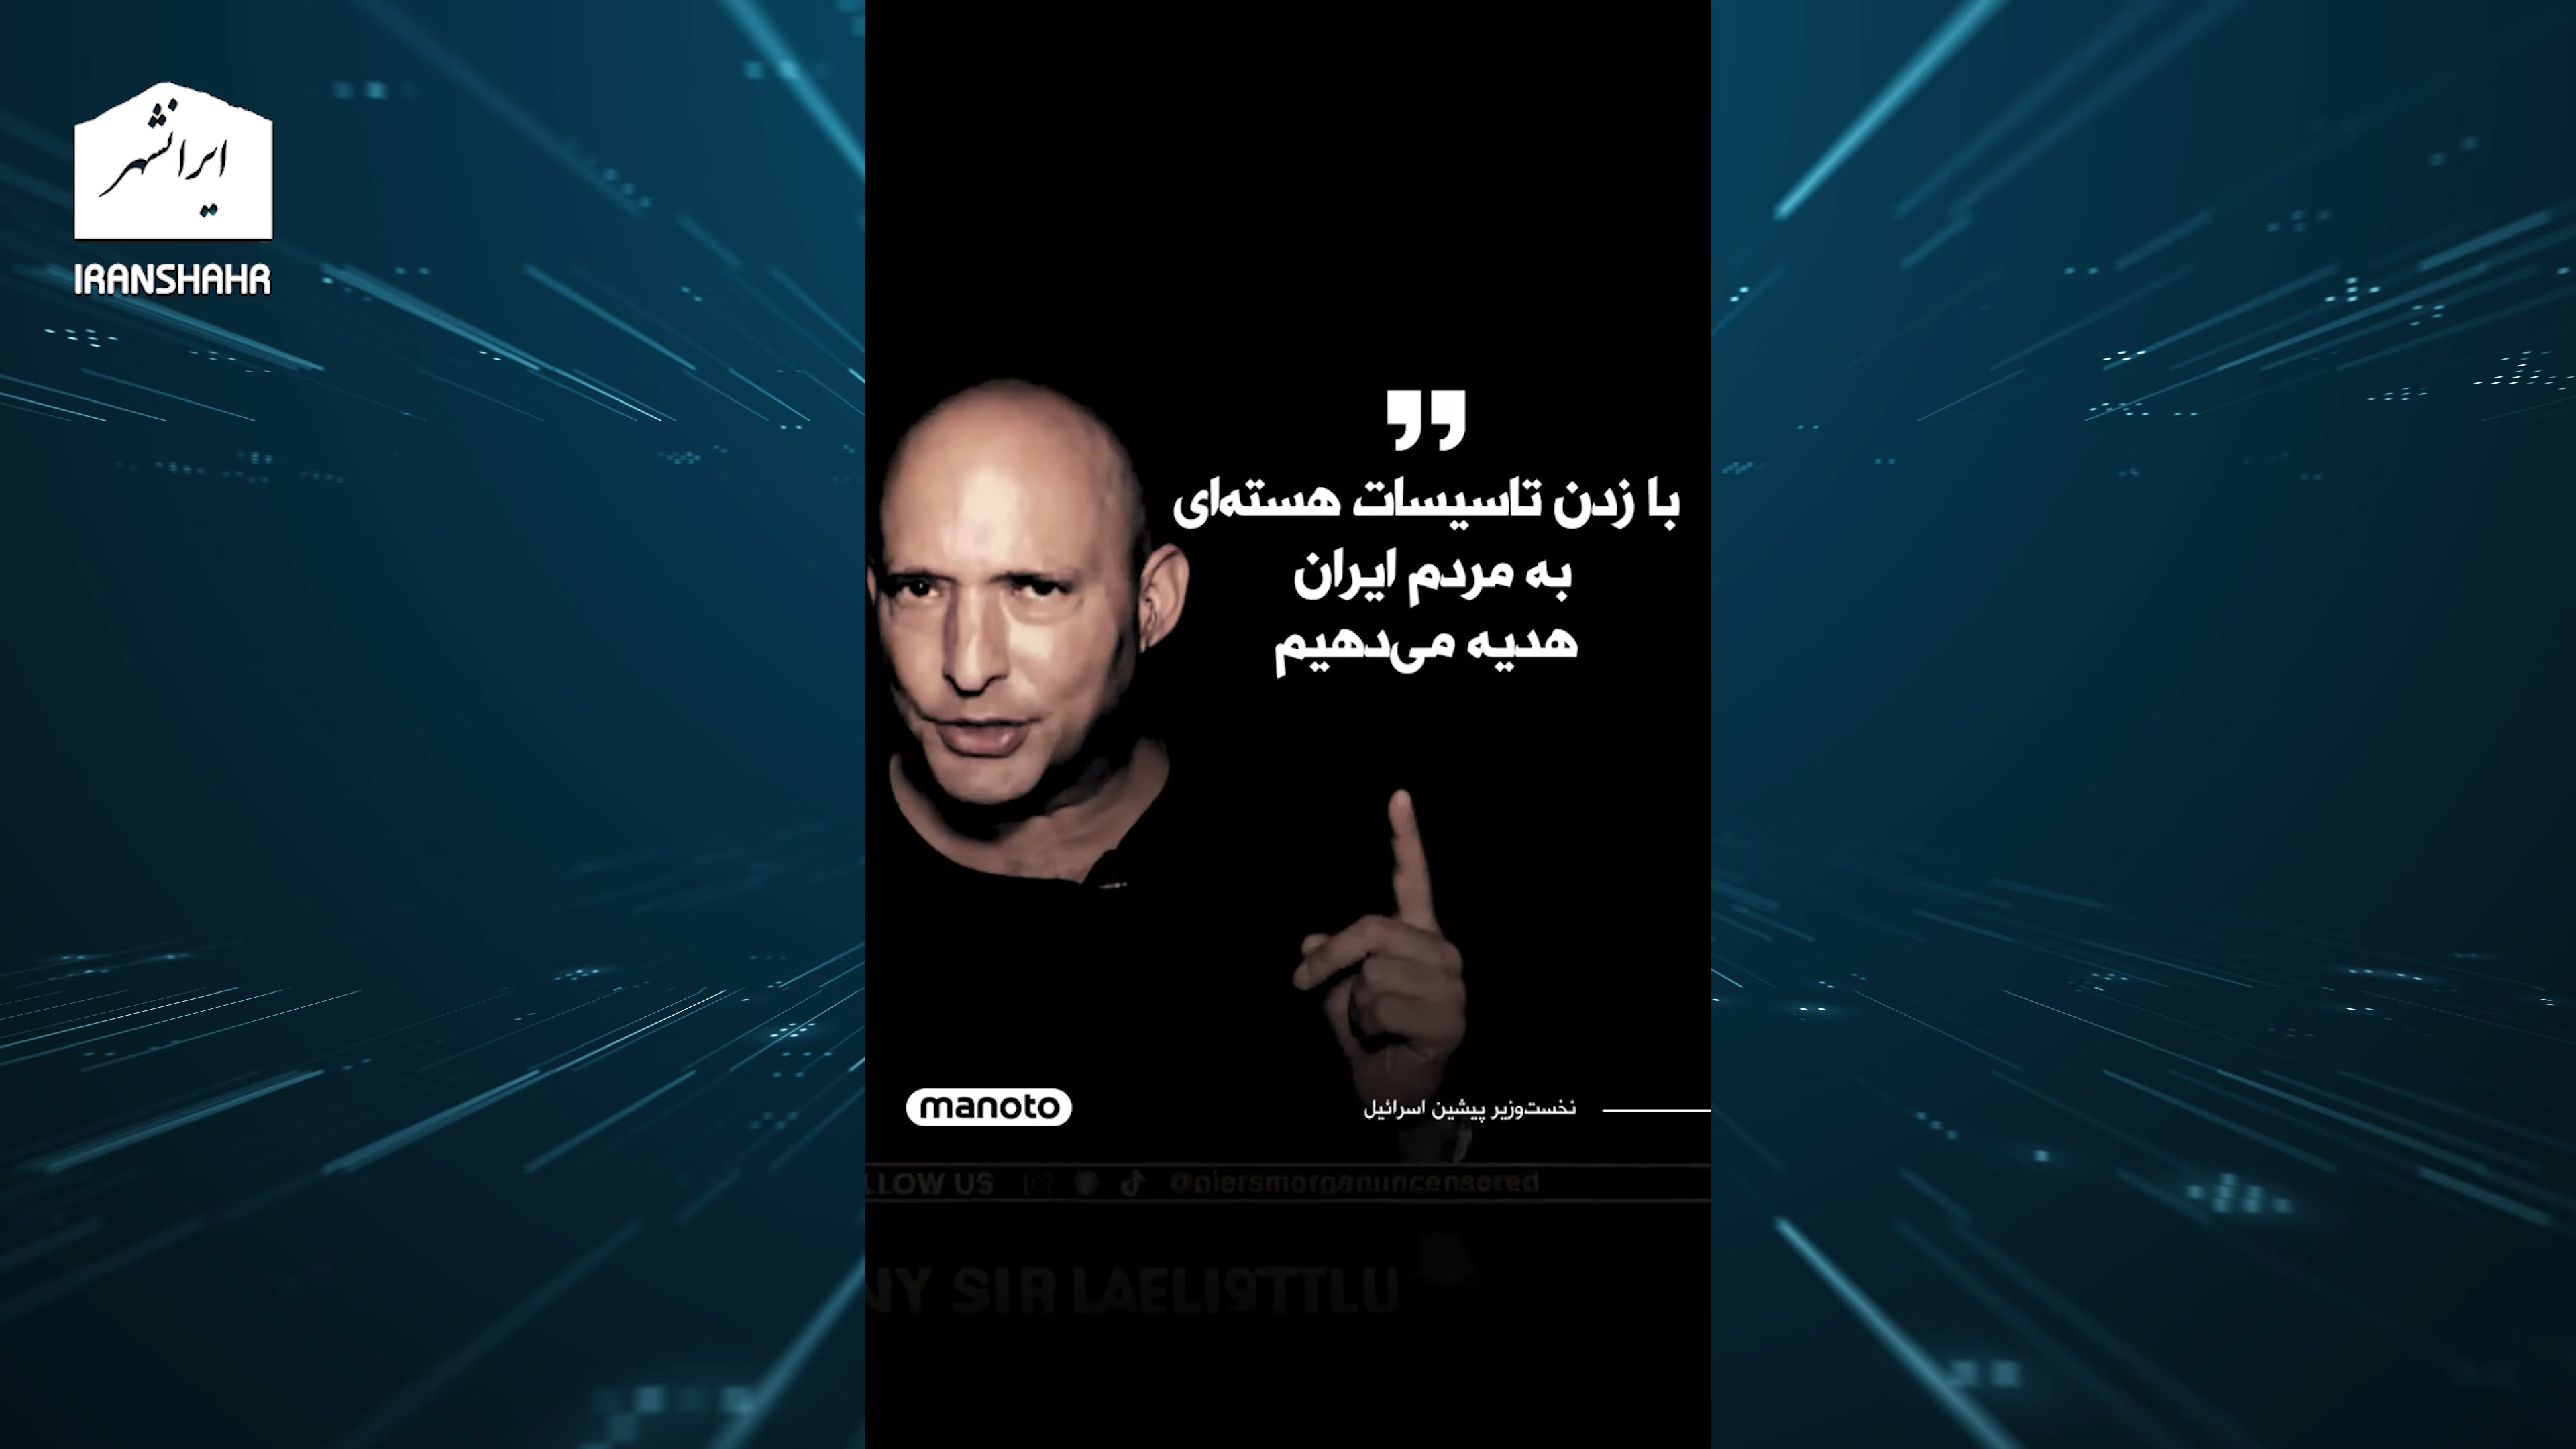 ایرانشهر
IRANSHAHR
با زدن تاسیسات هسته‌ای
به مردم ایران
هدیه می‌دهیم
manoto
نخست‌وزیر پیشین اسرائیل
LLOW US @piersmorganuncensored